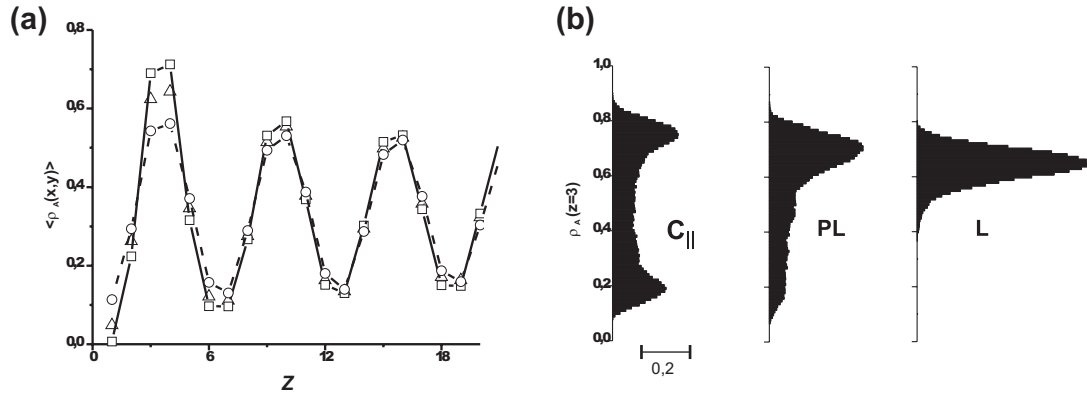 (a)
0,8
0,6
0,4
0,2
0,0
<ρA(x,y)>
0
6
12
18
Z
(b)
1,0
0,8
0,6
0,4
0,2
0,0
ρA(z=3)
C||
PL
L
0,2